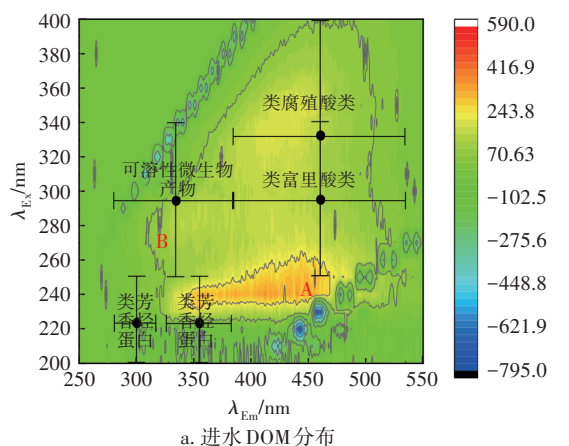 400
380
360
340
320
300
280
260
240
220
200
λEx/nm
类腐殖酸类
可溶性微生物
产物
类富里酸类
B
A
类芳
香烃
蛋白
类芳
香烃
蛋白
250
300
350
400
450
500
550
λEm/nm
590.0
416.9
243.8
70.63
−102.5
−275.6
−448.8
−621.9
−795.0
a. 进水 DOM 分布